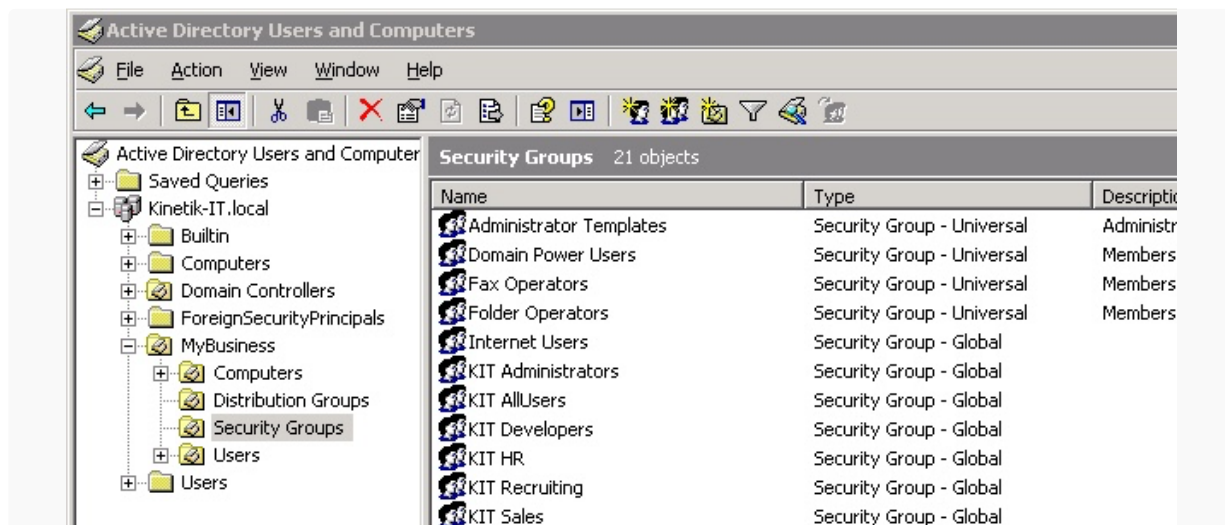 Active Directory Users and Computers
File Action View Window Help
Active Directory Users and Computer
Saved Queries
Kinetik-IT.local
Builtin
Computers
Domain Controllers
ForeignSecurityPrincipals
MyBusiness
Computers
Distribution Groups
Security Groups
Users
Users
Security Groups 21 objects
Name Type Descriptio
Administrator Templates Security Group - Universal Administr
Domain Power Users Security Group - Universal Members
Fax Operators Security Group - Universal Members
Folder Operators Security Group - Universal Members
Internet Users Security Group - Global
KIT Administrators Security Group - Global
KIT AllUsers Security Group - Global
KIT Developers Security Group - Global
KIT HR Security Group - Global
KIT Recruiting Security Group - Global
KIT Sales Security Group - Global